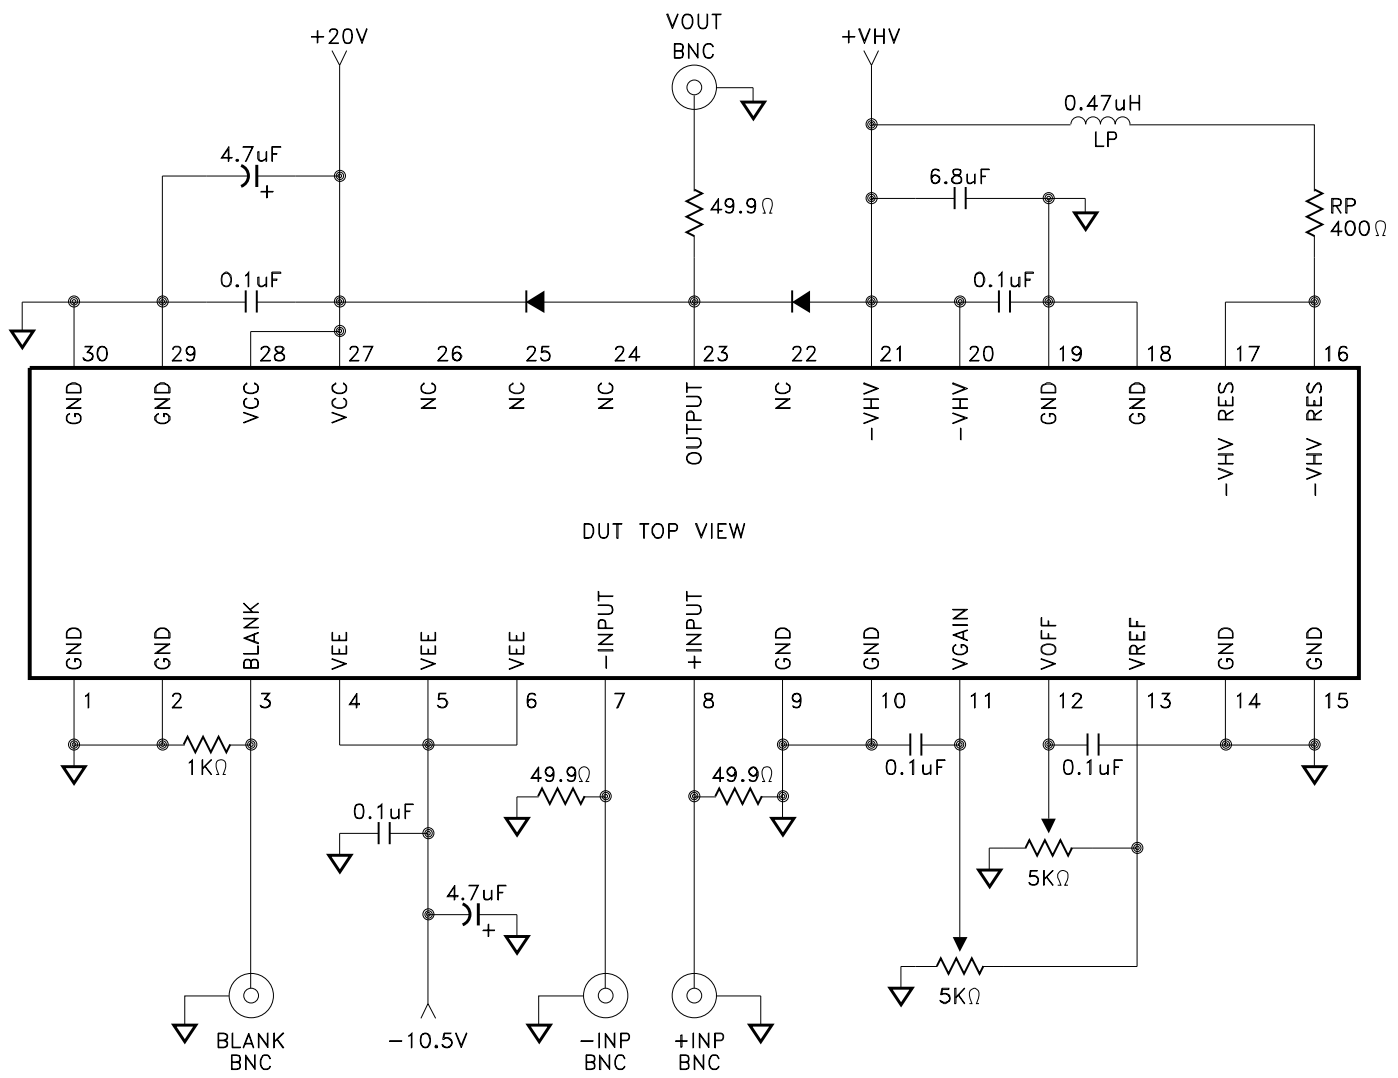 VOUT
BNC
+20V
+VHV
0.47uH
LP
4.7uF
+
6.8uF
49.9Ω
RP
400Ω
0.1uF
0.1uF
30 29 28 27 26 25 24 23 22 21 20 19 18 17 16
GND GND VCC VCC NC NC NC OUTPUT NC -VHV -VHV GND GND -VHV RES -VHV RES
DUT TOP VIEW
GND GND BLANK VEE VEE VEE -INPUT +INPUT GND GND VGAIN VOFF VREF GND GND
1 2 3 4 5 6 7 8 9 10 11 12 13 14 15
1KΩ
0.1uF
0.1uF
49.9Ω
49.9Ω
0.1uF
5KΩ
4.7uF
+
5KΩ
-10.5V
BLANK
BNC
-INP
BNC
+INP
BNC